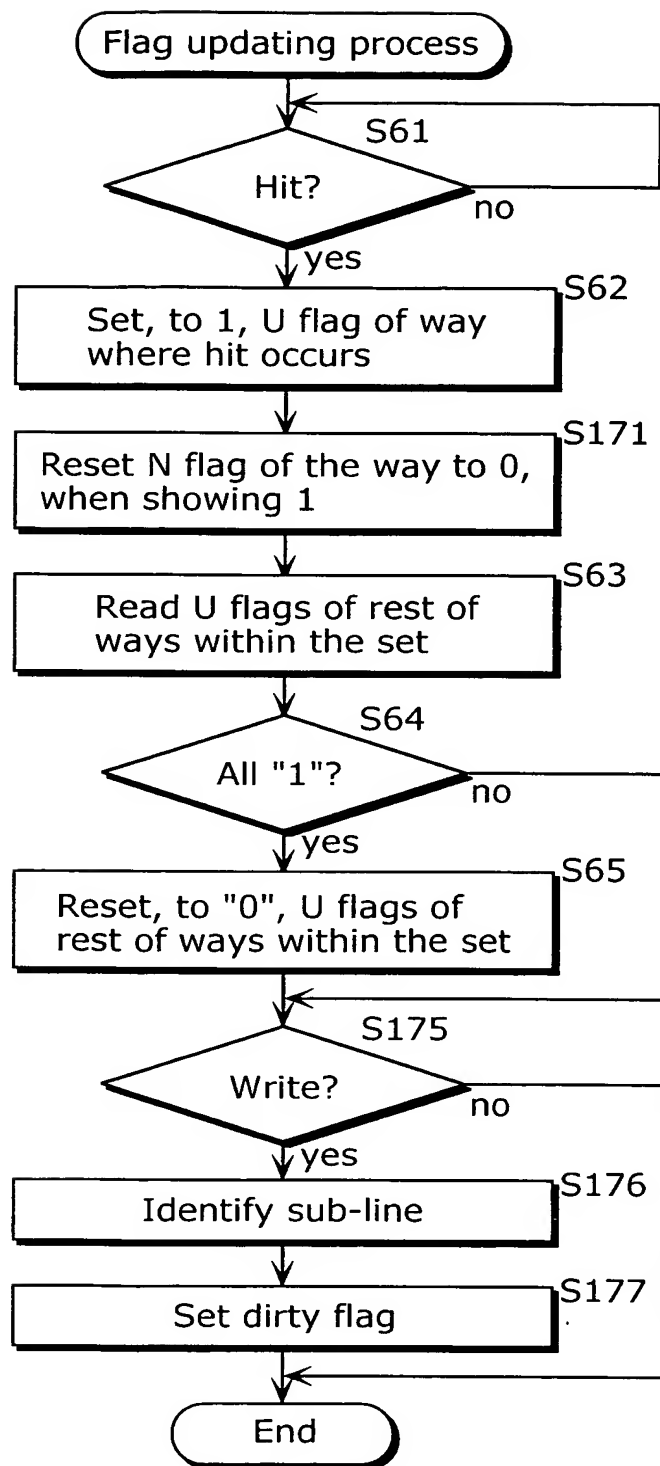 Flag updating process
S61
Hit?
no
yes
S62
Set, to 1, U flag of way
where hit occurs
S171
Reset N flag of the way to 0,
when showing 1
S63
Read U flags of rest of
ways within the set
S64
All "1"?
no
yes
S65
Reset, to "0", U flags of
rest of ways within the set
S175
Write?
no
yes
S176
Identify sub-line
S177
Set dirty flag
End